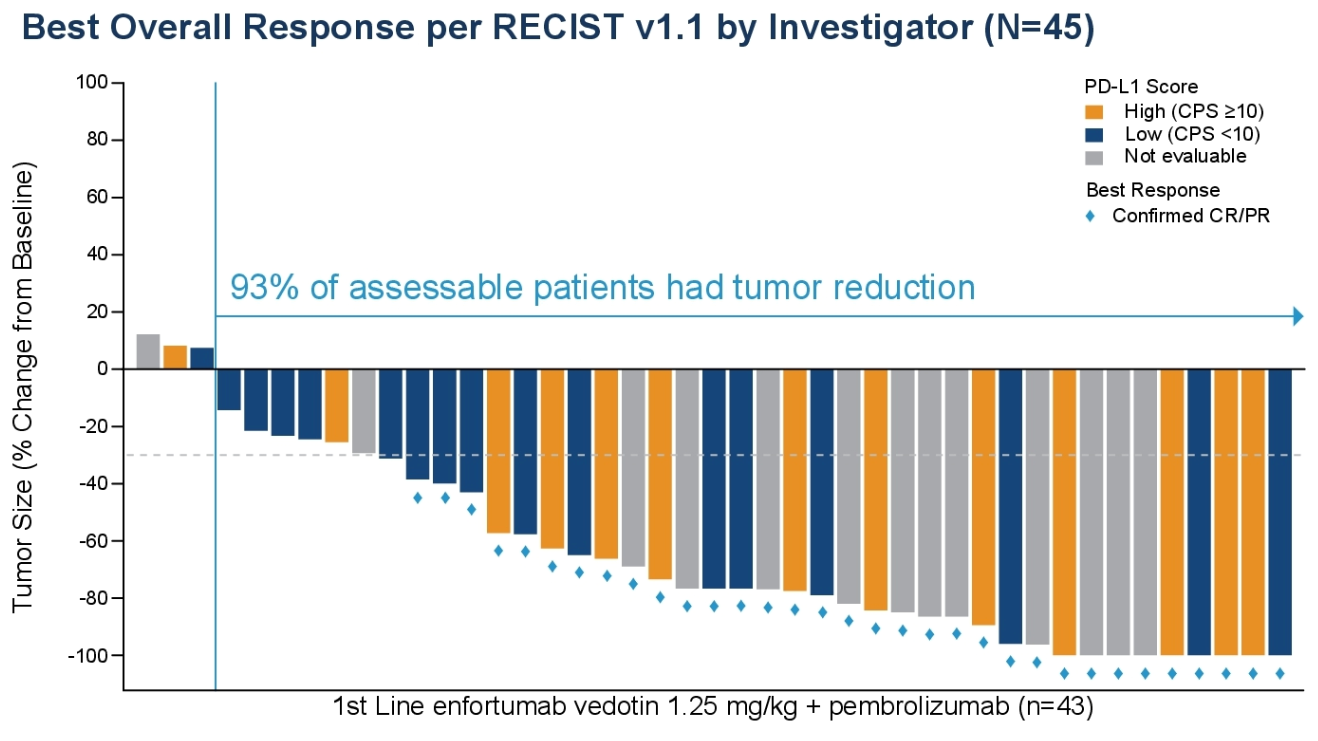 Best Overall Response per RECIST v1.1 by Investigator (N=45)
PD-L1 Score
High (CPS ≥10)
Low (CPS <10)
Not evaluable
Best Response
Confirmed CR/PR
Tumor Size (% Change from Baseline)
100
80
60
40
20
0
-20
-40
-60
-80
-100
93% of assessable patients had tumor reduction
1st Line enfortumab vedotin 1.25 mg/kg + pembrolizumab (n=43)